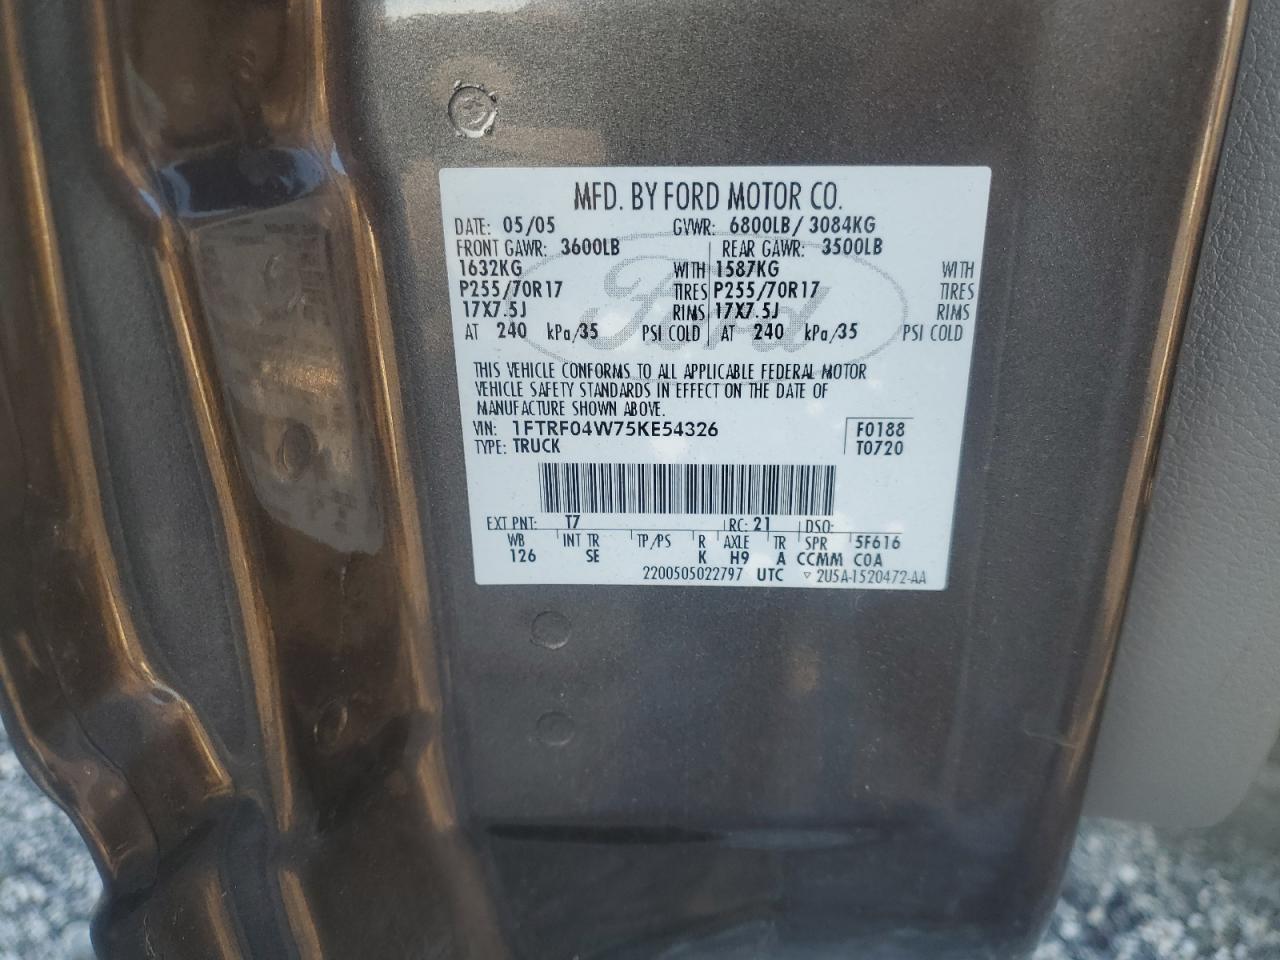 MFD. BY FORD MOTOR CO.
DATE: 05/05 GVWR: 6800LB/ 3084KG
FRONT GAWR: 3600LB REAR GAWR: 3500LB
1632KG WITH 1587KG WITH
P255/70R17 TIRES P255/70R17 TIRES
17X7.5J RIMS 17X7.5J RIMS
AT 240 kPa/35 PSI COLD AT 240 kPa/35 PSI COLD
Ford
THIS VEHICLE CONFORMS TO ALL APPLICABLE FEDERAL MOTOR
VEHICLE SAFETY STANDARDS IN EFFECT ON THE DATE OF
MANUFACTURE SHOWN ABOVE.
VIN: 1FTRF04W75KE54326 F0188
TYPE: TRUCK T0720
EXT PNT: T7 RC: 21 DSO:
WB INT TR TP/PS R AXLE TR SPR 5F616
126 SE K H9 A CCMM C0A
2200505022797 UTC ▽ 2U5A-1520472-AA